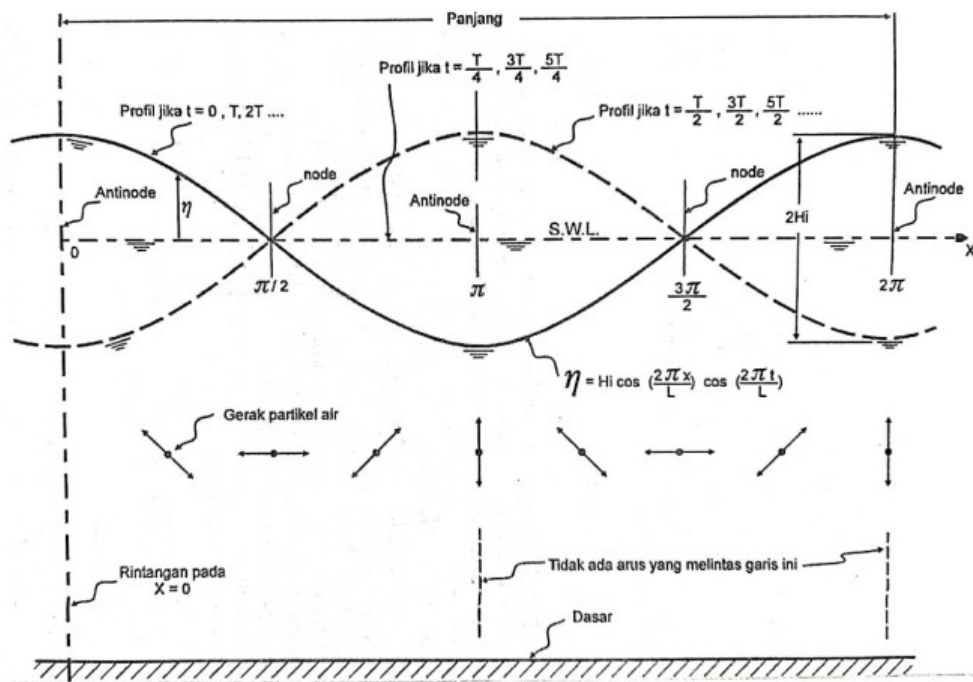 Panjang
Profil jika t = T/4 , 3T/4 , 5T/4
Profil jika t = 0 , T, 2T ....
Profil jika t = T/2 , 3T/2 , 5T/2 ......
node
node
Antinode
η
Antinode
Antinode
2Hi
S.W.L.
0
X
π/2
π
3π/2
2π
η = Hi cos (2πx/L) cos (2πt/L)
Gerak partikel air
Rintangan pada
X = 0
Tidak ada arus yang melintas garis ini
Dasar